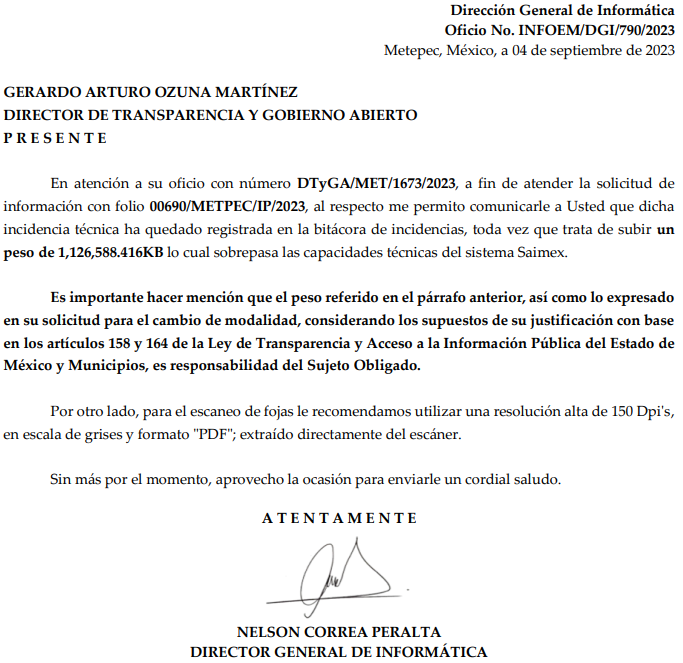 Dirección General de Informática
Oficio No. INFOEM/DGI/790/2023
Metepec, México, a 04 de septiembre de 2023
GERARDO ARTURO OZUNA MARTÍNEZ
DIRECTOR DE TRANSPARENCIA Y GOBIERNO ABIERTO
P R E S E N T E
En atención a su oficio con número DTyGA/MET/1673/2023, a fin de atender la solicitud de
información con folio 00690/METPEC/IP/2023, al respecto me permito comunicarle a Usted que dicha
incidencia técnica ha quedado registrada en la bitácora de incidencias, toda vez que trata de subir un
peso de 1,126,588.416KB lo cual sobrepasa las capacidades técnicas del sistema Saimex.
Es importante hacer mención que el peso referido en el párrafo anterior, así como lo expresado
en su solicitud para el cambio de modalidad, considerando los supuestos de su justificación con base
en los artículos 158 y 164 de la Ley de Transparencia y Acceso a la Información Pública del Estado de
México y Municipios, es responsabilidad del Sujeto Obligado.
Por otro lado, para el escaneo de fojas le recomendamos utilizar una resolución alta de 150 Dpi's,
en escala de grises y formato "PDF"; extraído directamente del escáner.
Sin más por el momento, aprovecho la ocasión para enviarle un cordial saludo.
A T E N T A M E N T E
NELSON CORREA PERALTA
DIRECTOR GENERAL DE INFORMÁTICA